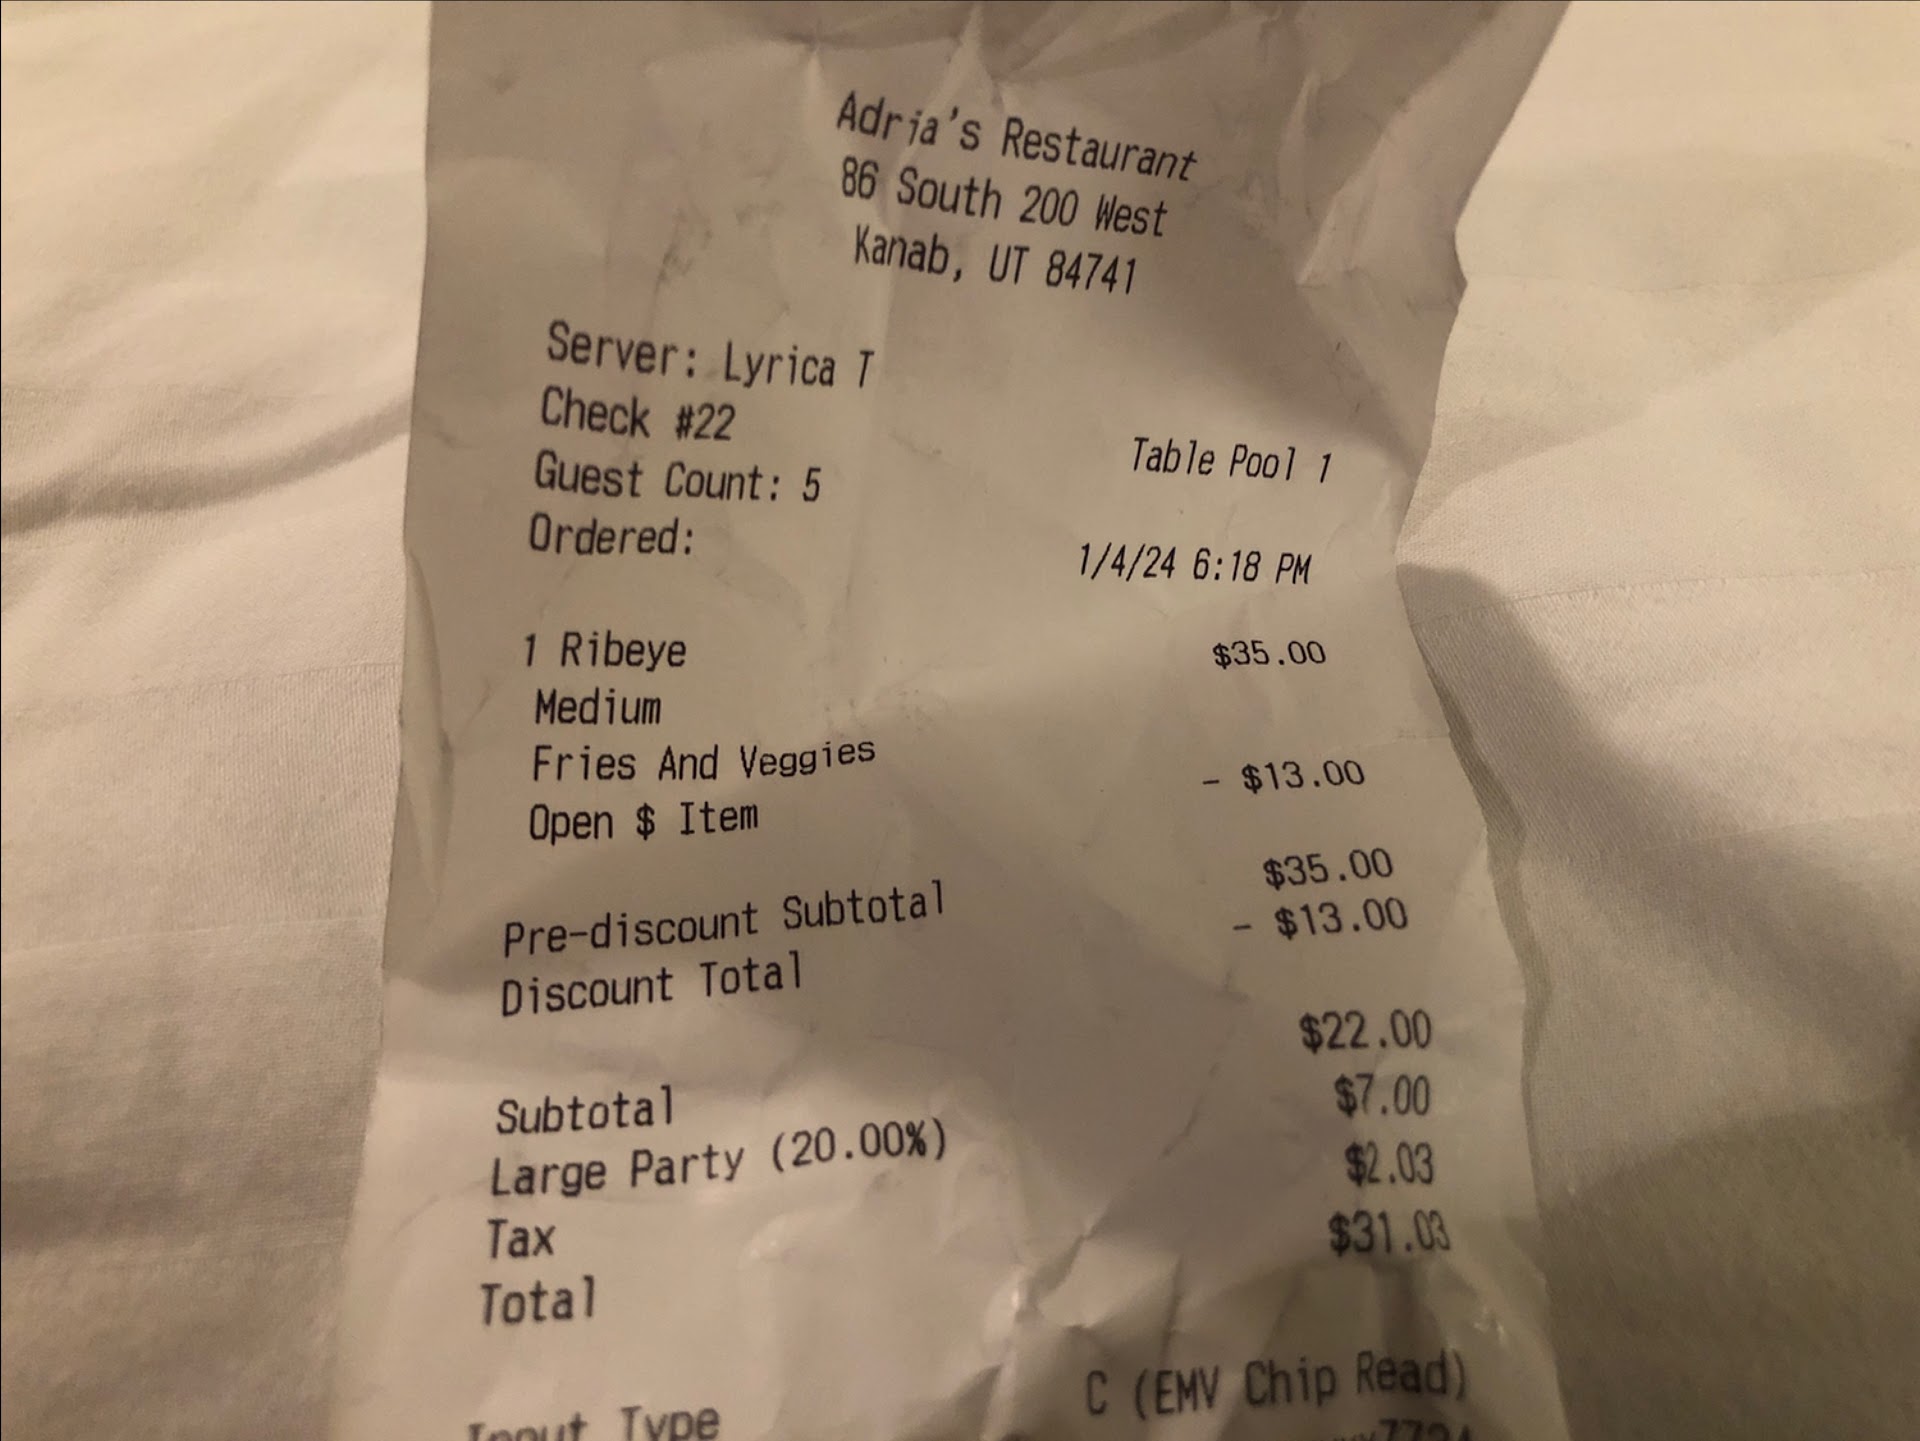 Adria's Restaurant
86 South 200 West
Kanab, UT 84741
Server: Lyrica T
Check #22 Table Pool 1
Guest Count: 5
Ordered: 1/4/24 6:18 PM
1 Ribeye $35.00
Medium
Fries And Veggies
Open $ Item - $13.00
Pre-discount Subtotal $35.00
Discount Total - $13.00
Subtotal $22.00
Large Party (20.00%) $7.00
Tax $2.03
Total $31.03
Input Type C (EMV Chip Read)